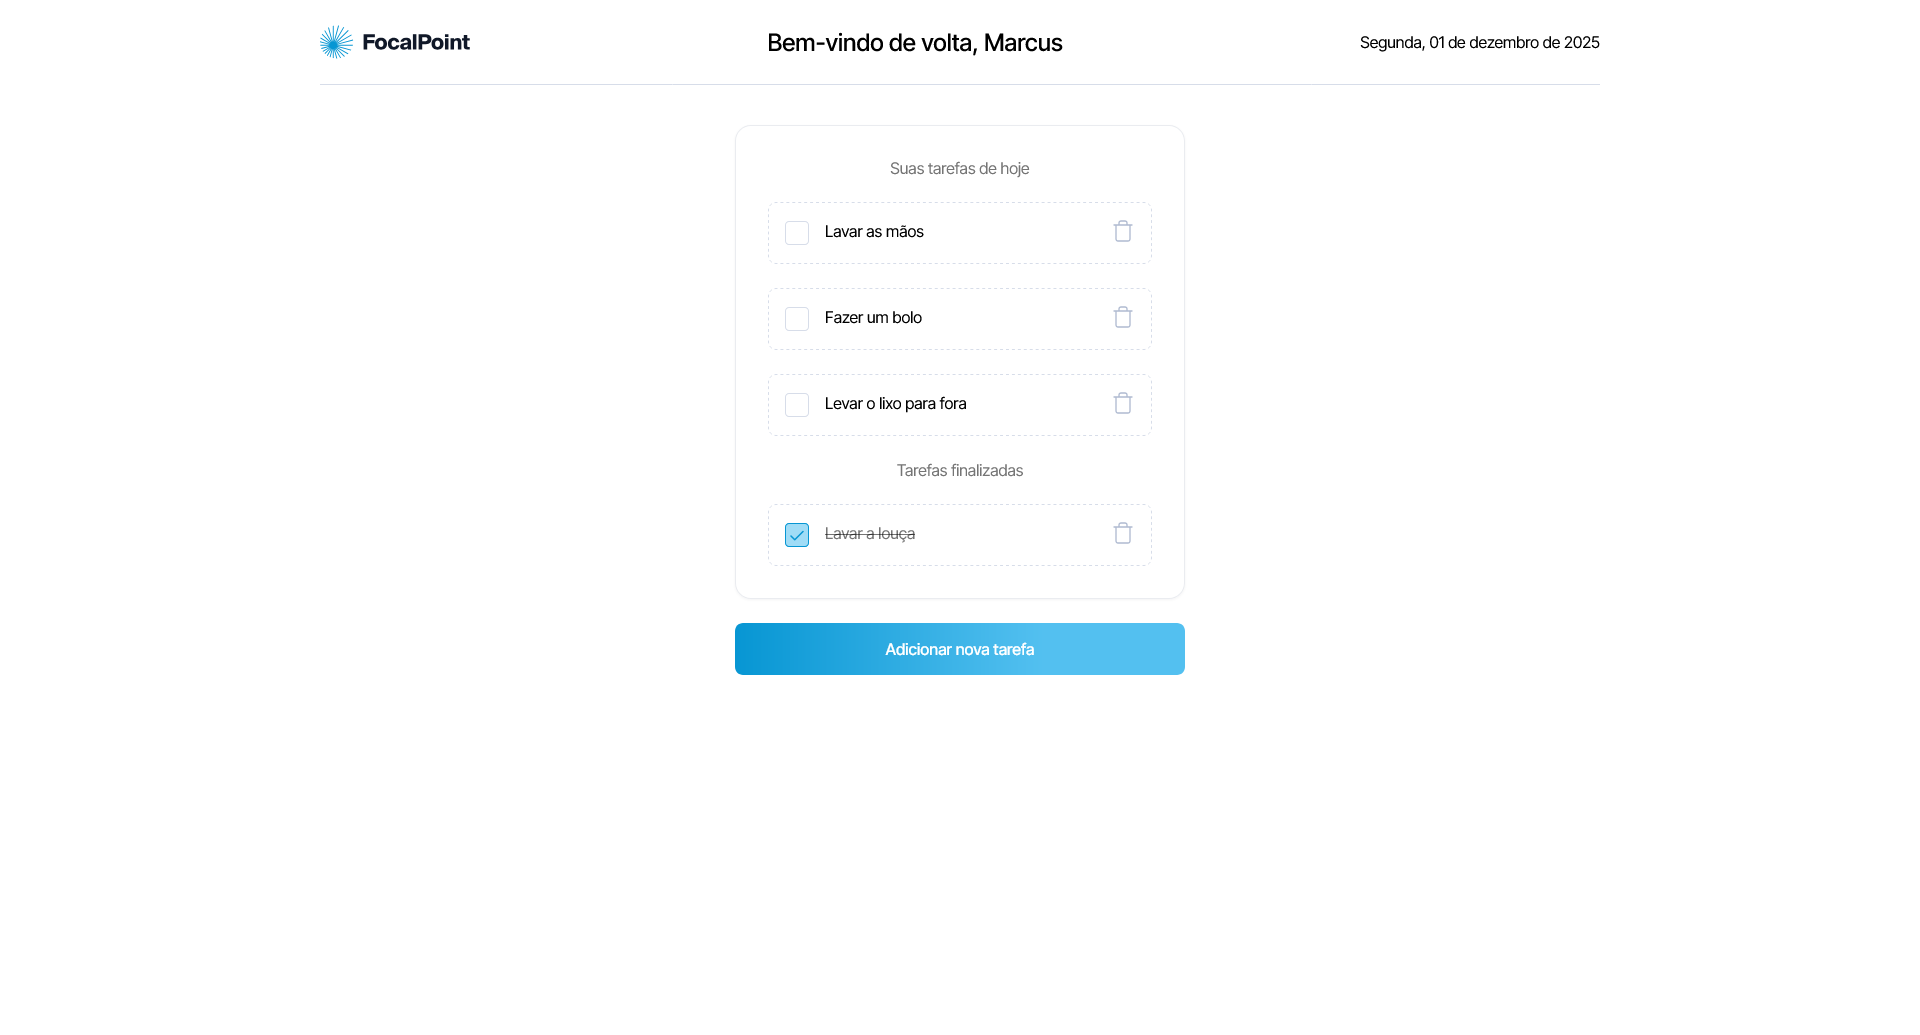 FocalPoint
Bem-vindo de volta, Marcus
Segunda, 01 de dezembro de 2025
Suas tarefas de hoje
Lavar as mãos
Fazer um bolo
Levar o lixo para fora
Tarefas finalizadas
Lavar a louça
Adicionar nova tarefa